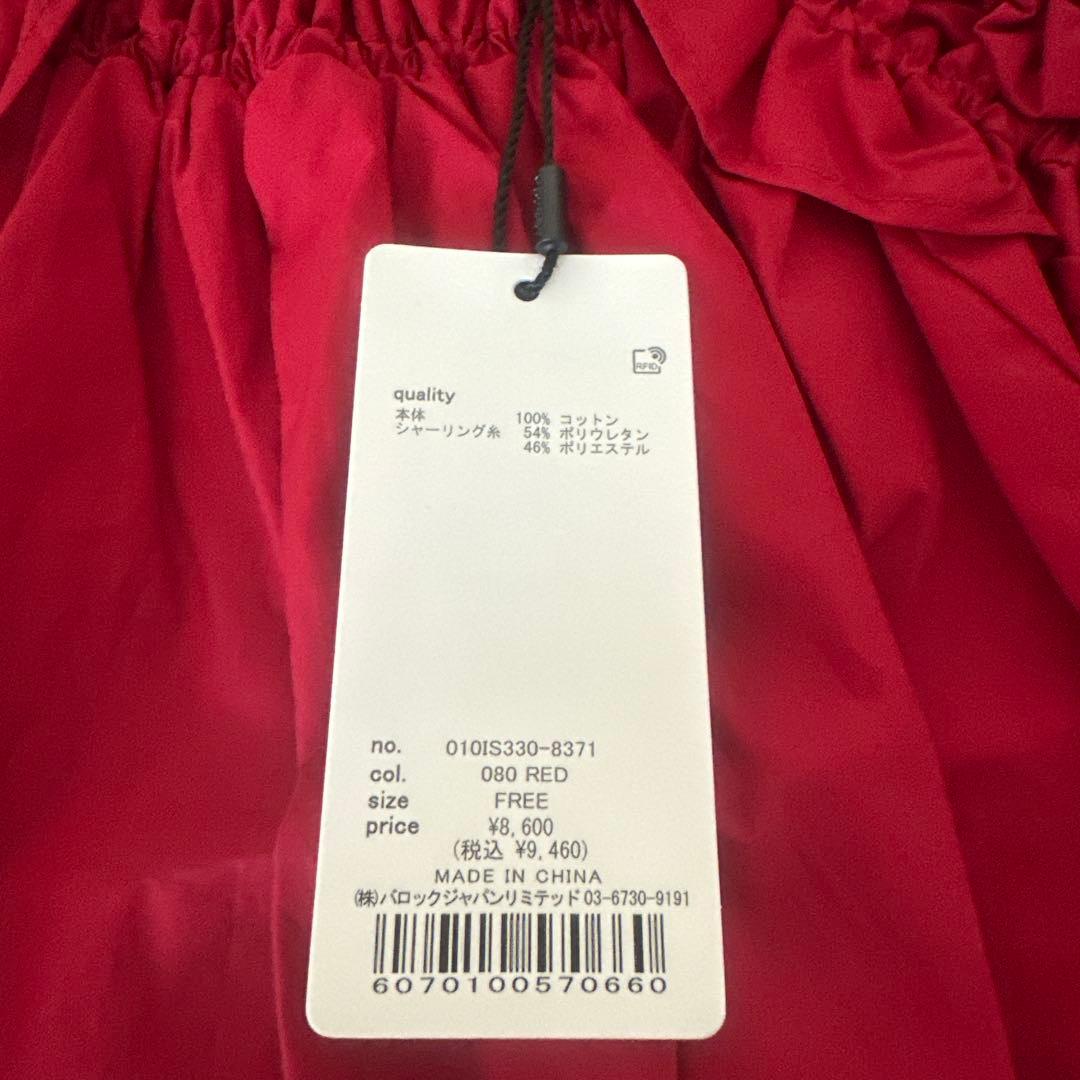 RFID
quality
本体 100% コットン
シャーリング糸 54% ポリウレタン
46% ポリエステル
no. 010IS330-8371
col. 080 RED
size FREE
price ¥8,600
(税込 ¥9,460)
MADE IN CHINA
(株)バロックジャパンリミテッド 03-6730-9191
6070100570660